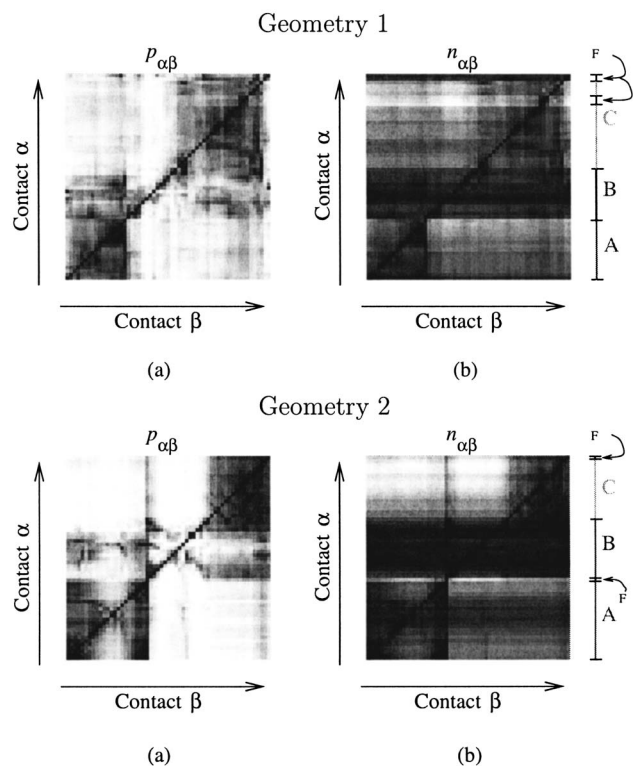 Geometry 1
pαβ nαβ F
Contact α Contact α C
B
A
Contact β Contact β
(a) (b)
Geometry 2
pαβ nαβ F
Contact α Contact α C
B
F
A
Contact β Contact β
(a) (b)